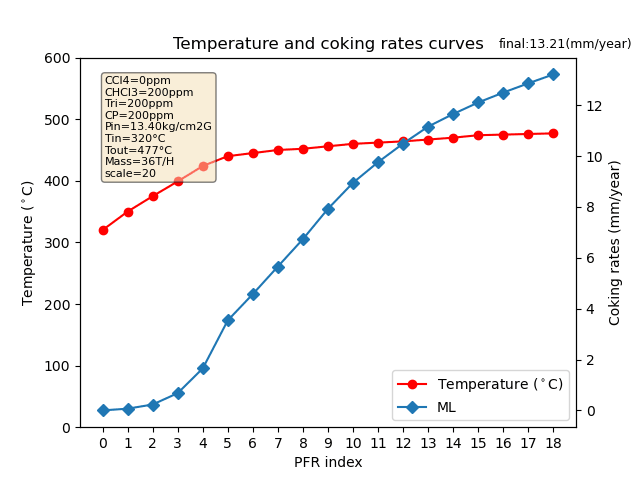 Temperature and coking rates curves final:13.21(mm/year)
CCl4=0ppm
CHCl3=200ppm
Tri=200ppm
CP=200ppm
Pin=13.40kg/cm2G
Tin=320°C
Tout=477°C
Mass=36T/H
scale=20
600
500
400
300
200
100
0
Temperature (°C)
12
10
8
6
4
2
0
Coking rates (mm/year)
Temperature (°C)
ML
0 1 2 3 4 5 6 7 8 9 10 11 12 13 14 15 16 17 18
PFR index